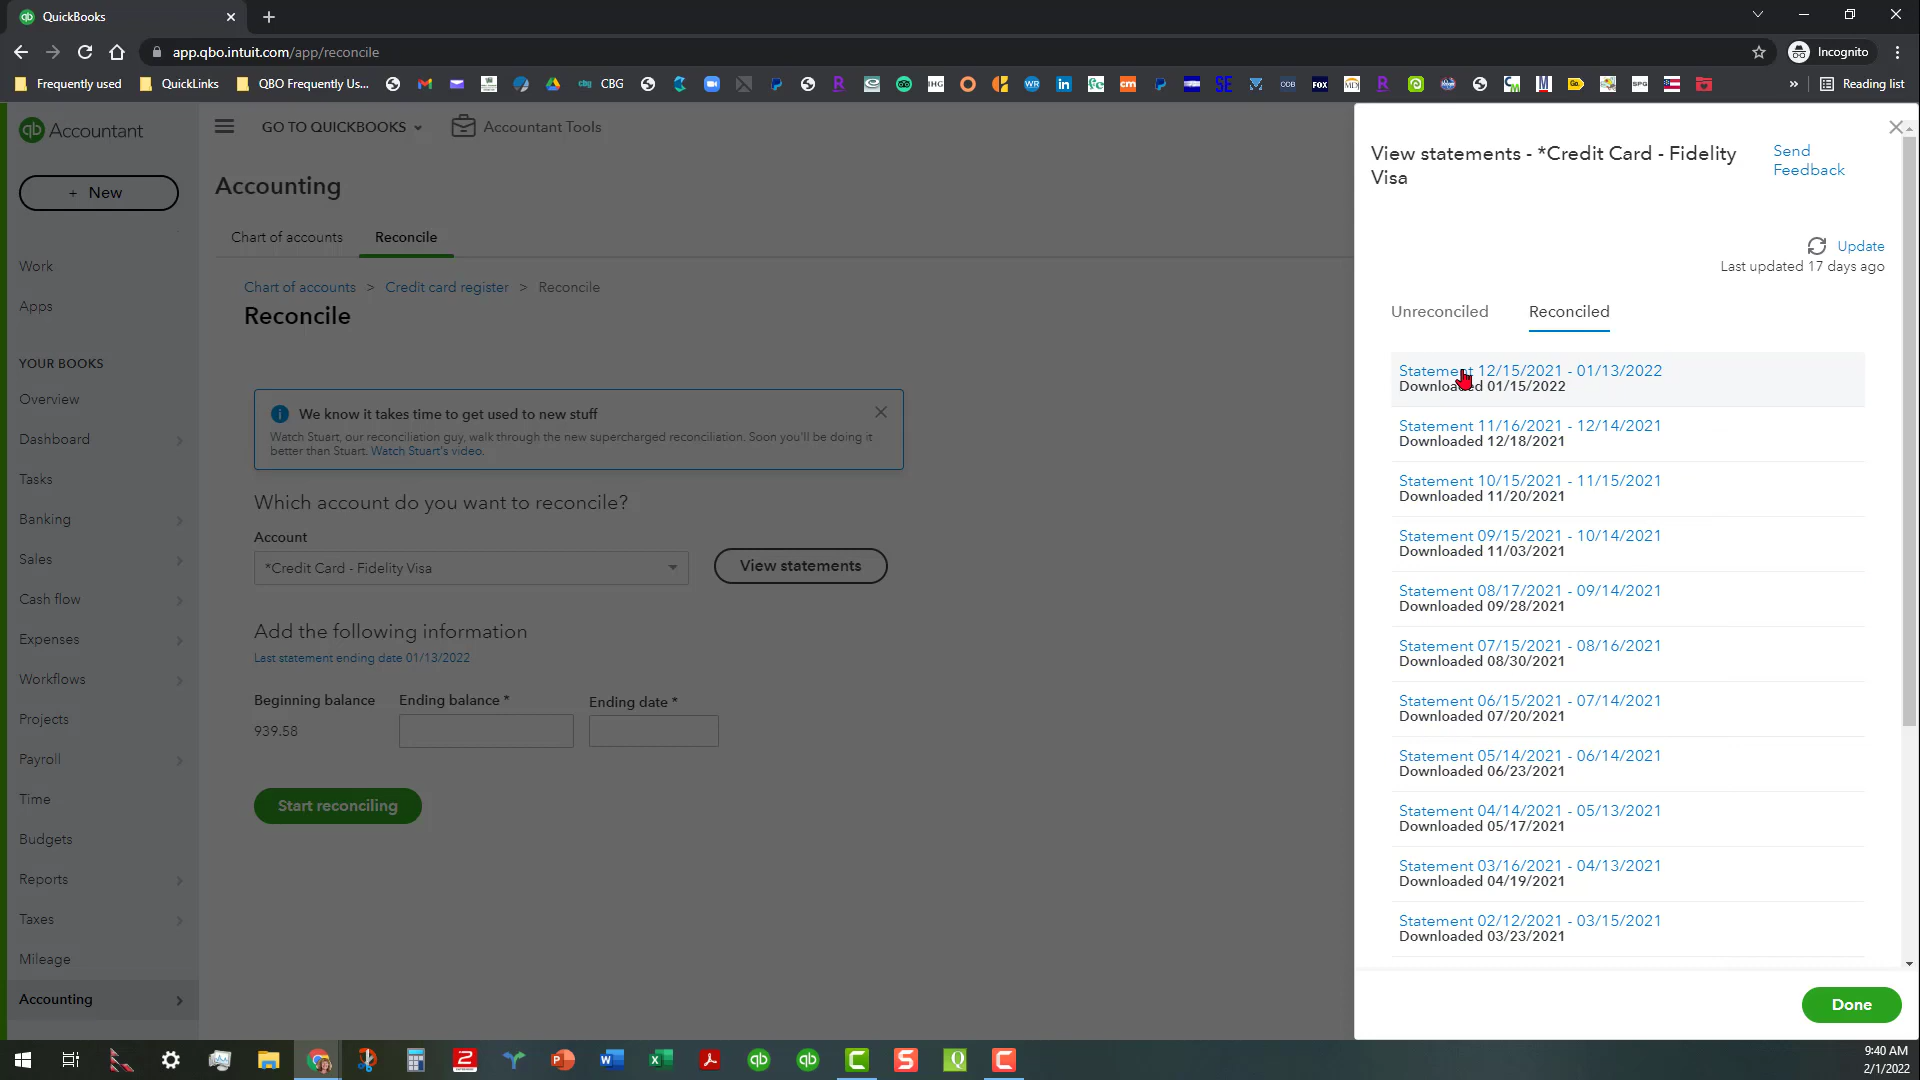 QuickBooks
app.qbo.intuit.com/app/reconcile
Incognito
Frequently used
QuickLinks
QBO Frequently Us...
CBG
Reading list
qb Accountant
GO TO QUICKBOOKS
Accountant Tools
+ New
Work
Apps
YOUR BOOKS
Overview
Dashboard
Tasks
Banking
Sales
Cash flow
Expenses
Workflows
Projects
Payroll
Time
Budgets
Reports
Taxes
Mileage
Accounting
Accounting
Chart of accounts
Reconcile
Chart of accounts > Credit card register > Reconcile
Reconcile
We know it takes time to get used to new stuff
Watch Stuart, our reconciliation guy, walk through the new supercharged reconciliation. Soon you'll be doing it
better than Stuart. Watch Stuart's video.
Which account do you want to reconcile?
Account
*Credit Card - Fidelity Visa
View statements
Add the following information
Last statement ending date 01/13/2022
Beginning balance
Ending balance *
Ending date *
939.58
Start reconciling
View statements - *Credit Card - Fidelity
Visa
Send
Feedback
Update
Last updated 17 days ago
Unreconciled
Reconciled
Statement 12/15/2021 - 01/13/2022
Downloaded 01/15/2022
Statement 11/16/2021 - 12/14/2021
Downloaded 12/18/2021
Statement 10/15/2021 - 11/15/2021
Downloaded 11/20/2021
Statement 09/15/2021 - 10/14/2021
Downloaded 11/03/2021
Statement 08/17/2021 - 09/14/2021
Downloaded 09/28/2021
Statement 07/15/2021 - 08/16/2021
Downloaded 08/30/2021
Statement 06/15/2021 - 07/14/2021
Downloaded 07/20/2021
Statement 05/14/2021 - 06/14/2021
Downloaded 06/23/2021
Statement 04/14/2021 - 05/13/2021
Downloaded 05/17/2021
Statement 03/16/2021 - 04/13/2021
Downloaded 04/19/2021
Statement 02/12/2021 - 03/15/2021
Downloaded 03/23/2021
Done
9:40 AM
2/1/2022